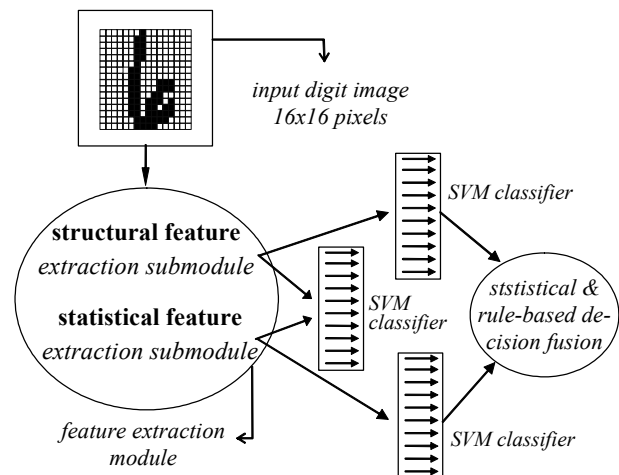 input digit image
16x16 pixels
structural feature
extraction submodule
statistical feature
extraction submodule
feature extraction
module
SVM classifier
SVM
classifier
SVM classifier
ststistical &
rule-based de-
cision fusion